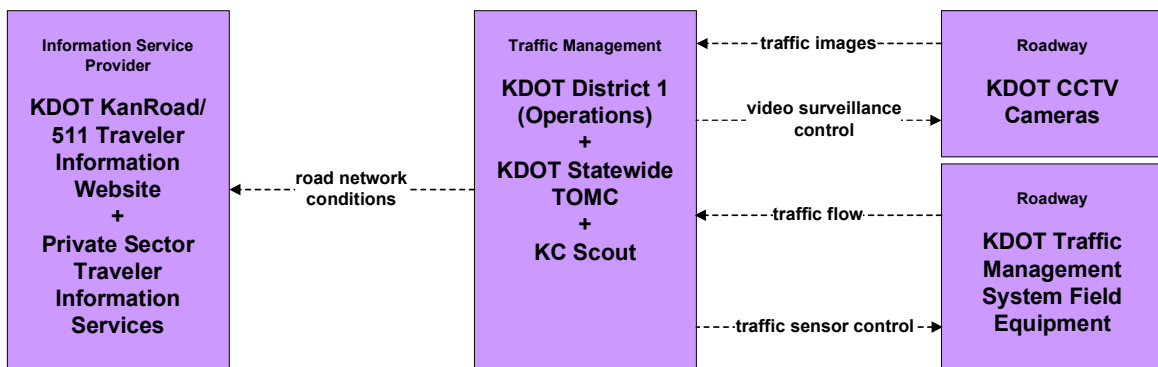 Information Service
Provider
KDOT KanRoad/
511 Traveler
Information
Website
+
Private Sector
Traveler
Information
Services
road network
conditions
Traffic Management
KDOT District 1
(Operations)
+
KDOT Statewide
TOMC
+
KC Scout
traffic images
video surveillance
control
traffic flow
traffic sensor control
Roadway
KDOT CCTV
Cameras
Roadway
KDOT Traffic
Management
System Field
Equipment